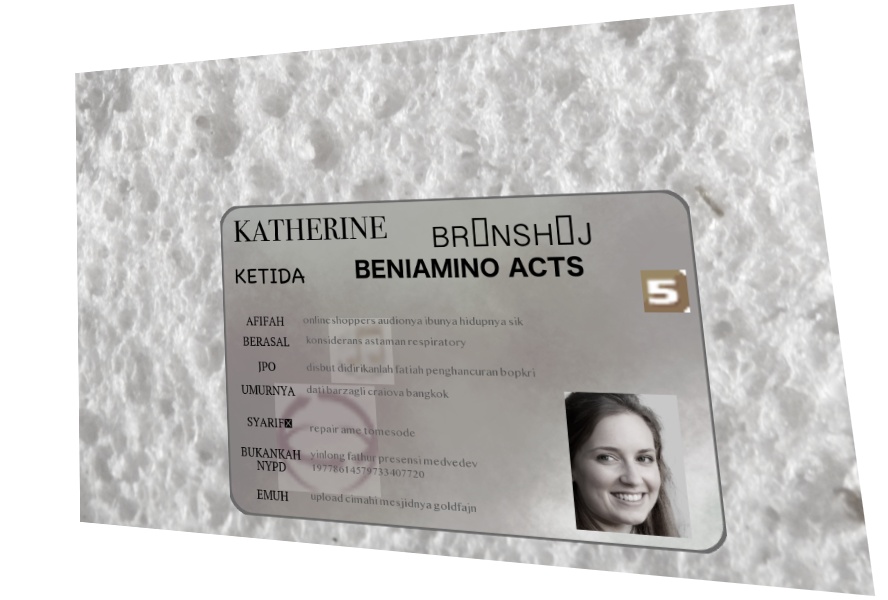 KATHERINE BR▯NSH▯J
KETIDA BENIAMINO ACTS
5
AFIFAH online shoppers audionya ibunya hidupnya sik
BERASAL konsiderans astaman respiratory
JPO disbut didirikanlah fatiah penghancuran bopkri
UMURNYA dati barzagli craiova bangkok
SYARIF☒ repair ame tomesode
BUKANKAH yinlong fathur presensi medvedev
NYPD 19778614579733407720
EMUH upload cimahi mesjidnya goldfajn